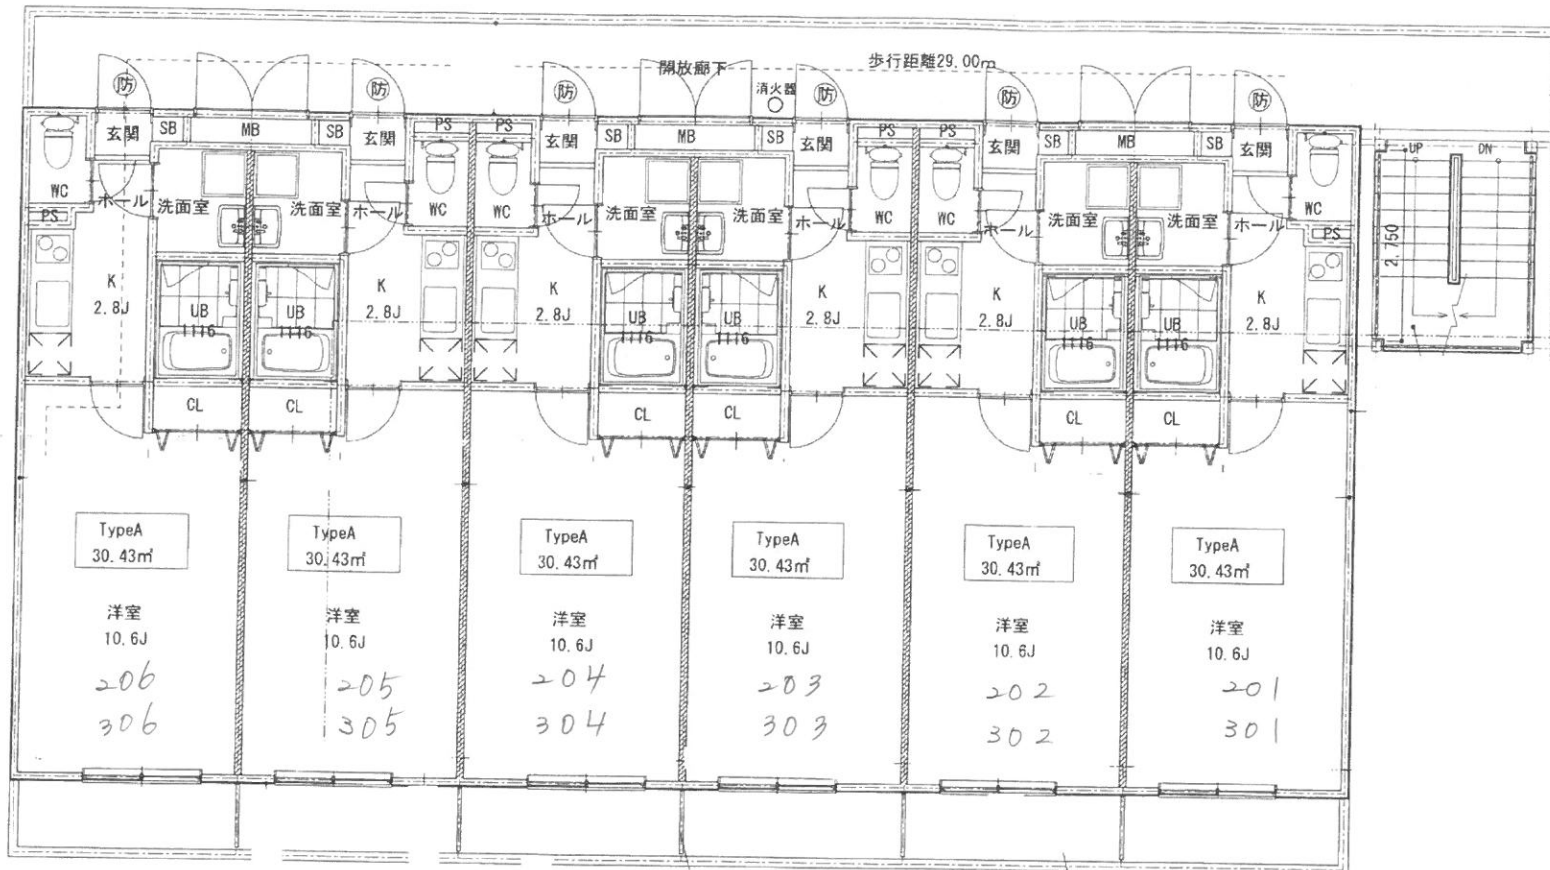 開放廊下
歩行距離29.00m
消火器
防 防 防 防 防 防
玄関 SB MB SB 玄関 PS PS 玄関 SB MB SB 玄関 PS PS 玄関 SB MB SB 玄関
UP DN
WC ホール 洗面室 洗面室 ホール WC WC ホール 洗面室 洗面室 ホール WC WC ホール 洗面室 洗面室 ホール WC
PS PS
2,750
K K K K K K
2.8J 2.8J 2.8J 2.8J 2.8J 2.8J
UB UB UB UB UB UB
1116 1116 1116 1116 1116 1116
CL CL CL CL CL CL
TypeA TypeA TypeA TypeA TypeA TypeA
30.43㎡ 30.43㎡ 30.43㎡ 30.43㎡ 30.43㎡ 30.43㎡
洋室 洋室 洋室 洋室 洋室 洋室
10.6J 10.6J 10.6J 10.6J 10.6J 10.6J
206 205 204 203 202 201
306 305 304 303 302 301